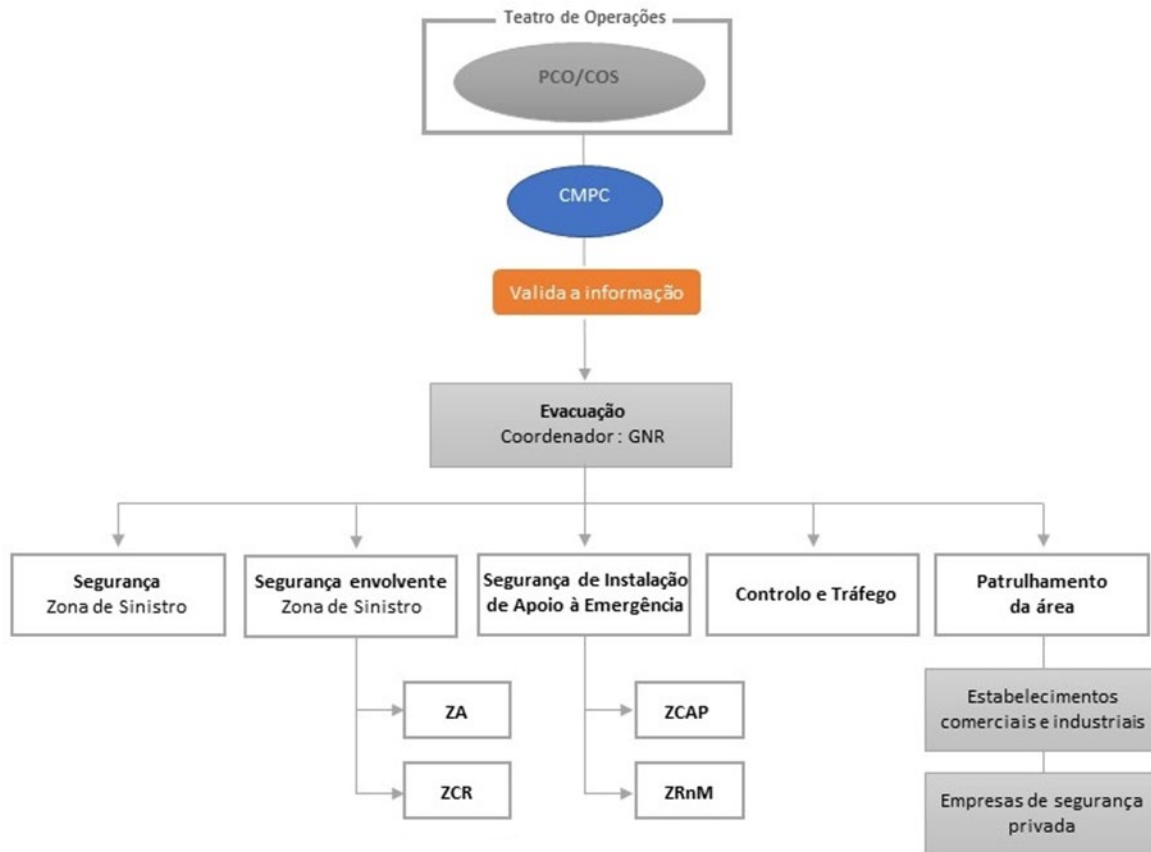 Teatro de Operações
PCO/COS
CMPC
Valida a informação
Evacuação
Coordenador : GNR
Segurança
Zona de Sinistro
Segurança envolvente
Zona de Sinistro
Segurança de Instalação
de Apoio à Emergência
Controlo e Tráfego
Patrulhamento
da área
ZA
ZCR
ZCAP
ZRnM
Estabelecimentos
comerciais e industriais
Empresas de segurança
privada